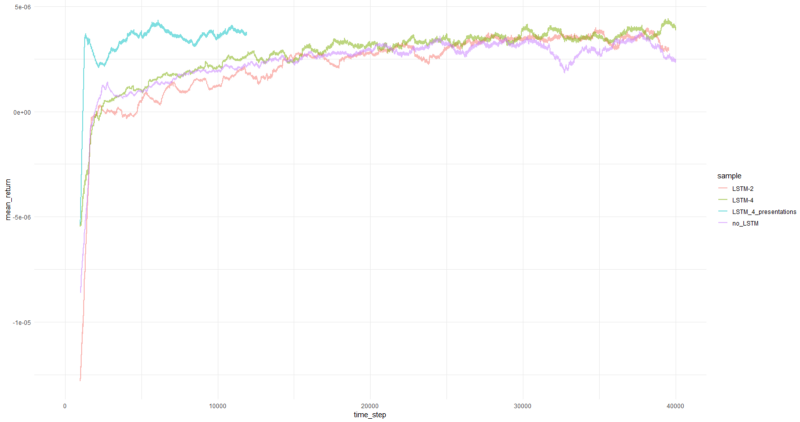 5e-06
0e+00
-5e-06
-1e-05
mean_return
0
10000
20000
30000
40000
time_step
sample
LSTM-2
LSTM-4
LSTM_4_presentations
no_LSTM